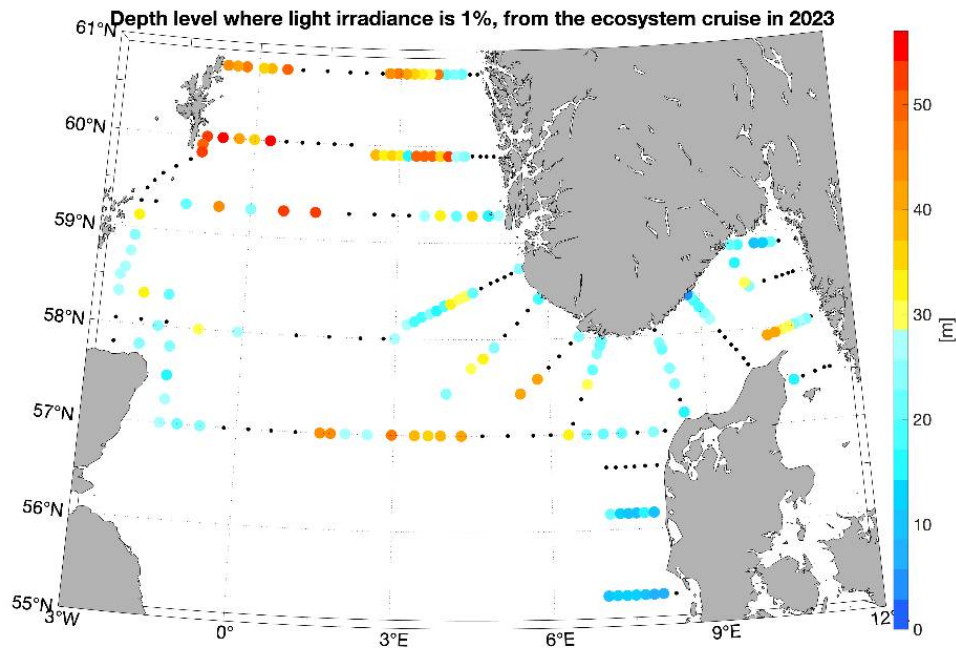 Depth level where light irradiance is 1%, from the ecosystem cruise in 2023
61°N
60°N
59°N
58°N
57°N
56°N
55°N
3°W
0°
3°E
6°E
9°E
12°
50
40
30
20
10
0
[m]